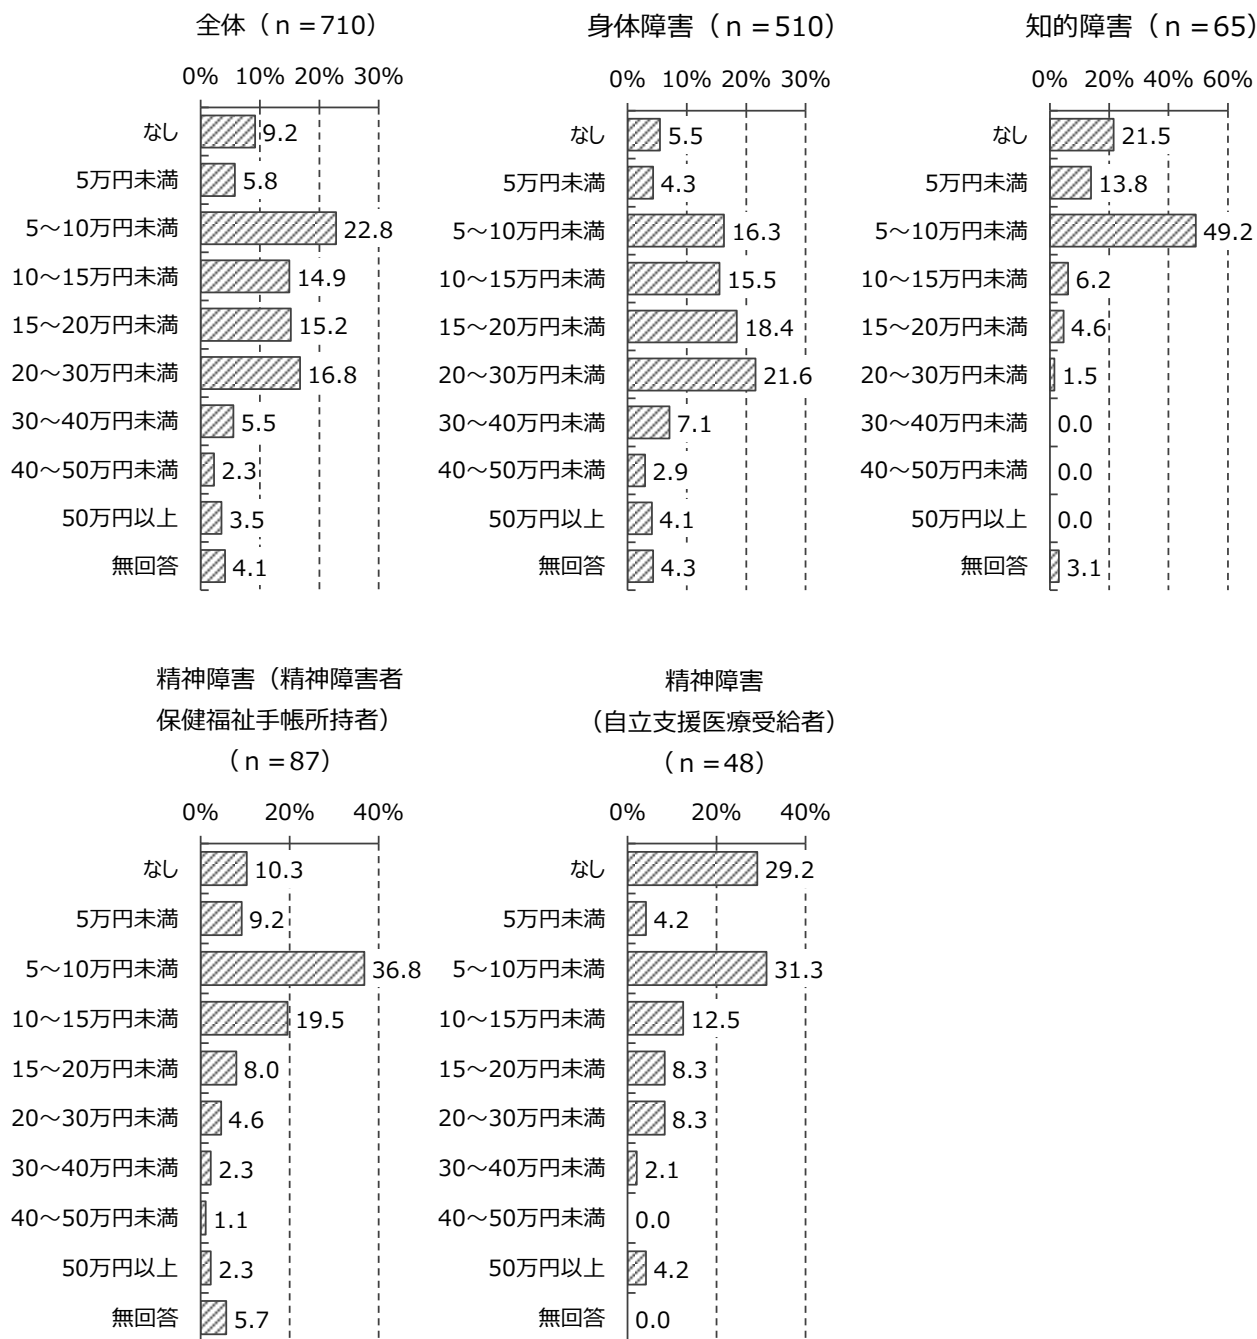 全体（ｎ＝710）
0% 10% 20% 30%
なし 9.2
5万円未満 5.8
5～10万円未満 22.8
10～15万円未満 14.9
15～20万円未満 15.2
20～30万円未満 16.8
30～40万円未満 5.5
40～50万円未満 2.3
50万円以上 3.5
無回答 4.1
身体障害（ｎ＝510）
0% 10% 20% 30%
なし 5.5
5万円未満 4.3
5～10万円未満 16.3
10～15万円未満 15.5
15～20万円未満 18.4
20～30万円未満 21.6
30～40万円未満 7.1
40～50万円未満 2.9
50万円以上 4.1
無回答 4.3
知的障害（ｎ＝65）
0% 20% 40% 60%
なし 21.5
5万円未満 13.8
5～10万円未満 49.2
10～15万円未満 6.2
15～20万円未満 4.6
20～30万円未満 1.5
30～40万円未満 0.0
40～50万円未満 0.0
50万円以上 0.0
無回答 3.1
精神障害（精神障害者
保健福祉手帳所持者）
（ｎ＝87）
0% 20% 40%
なし 10.3
5万円未満 9.2
5～10万円未満 36.8
10～15万円未満 19.5
15～20万円未満 8.0
20～30万円未満 4.6
30～40万円未満 2.3
40～50万円未満 1.1
50万円以上 2.3
無回答 5.7
精神障害
（自立支援医療受給者）
（ｎ＝48）
0% 20% 40%
なし 29.2
5万円未満 4.2
5～10万円未満 31.3
10～15万円未満 12.5
15～20万円未満 8.3
20～30万円未満 8.3
30～40万円未満 2.1
40～50万円未満 0.0
50万円以上 4.2
無回答 0.0